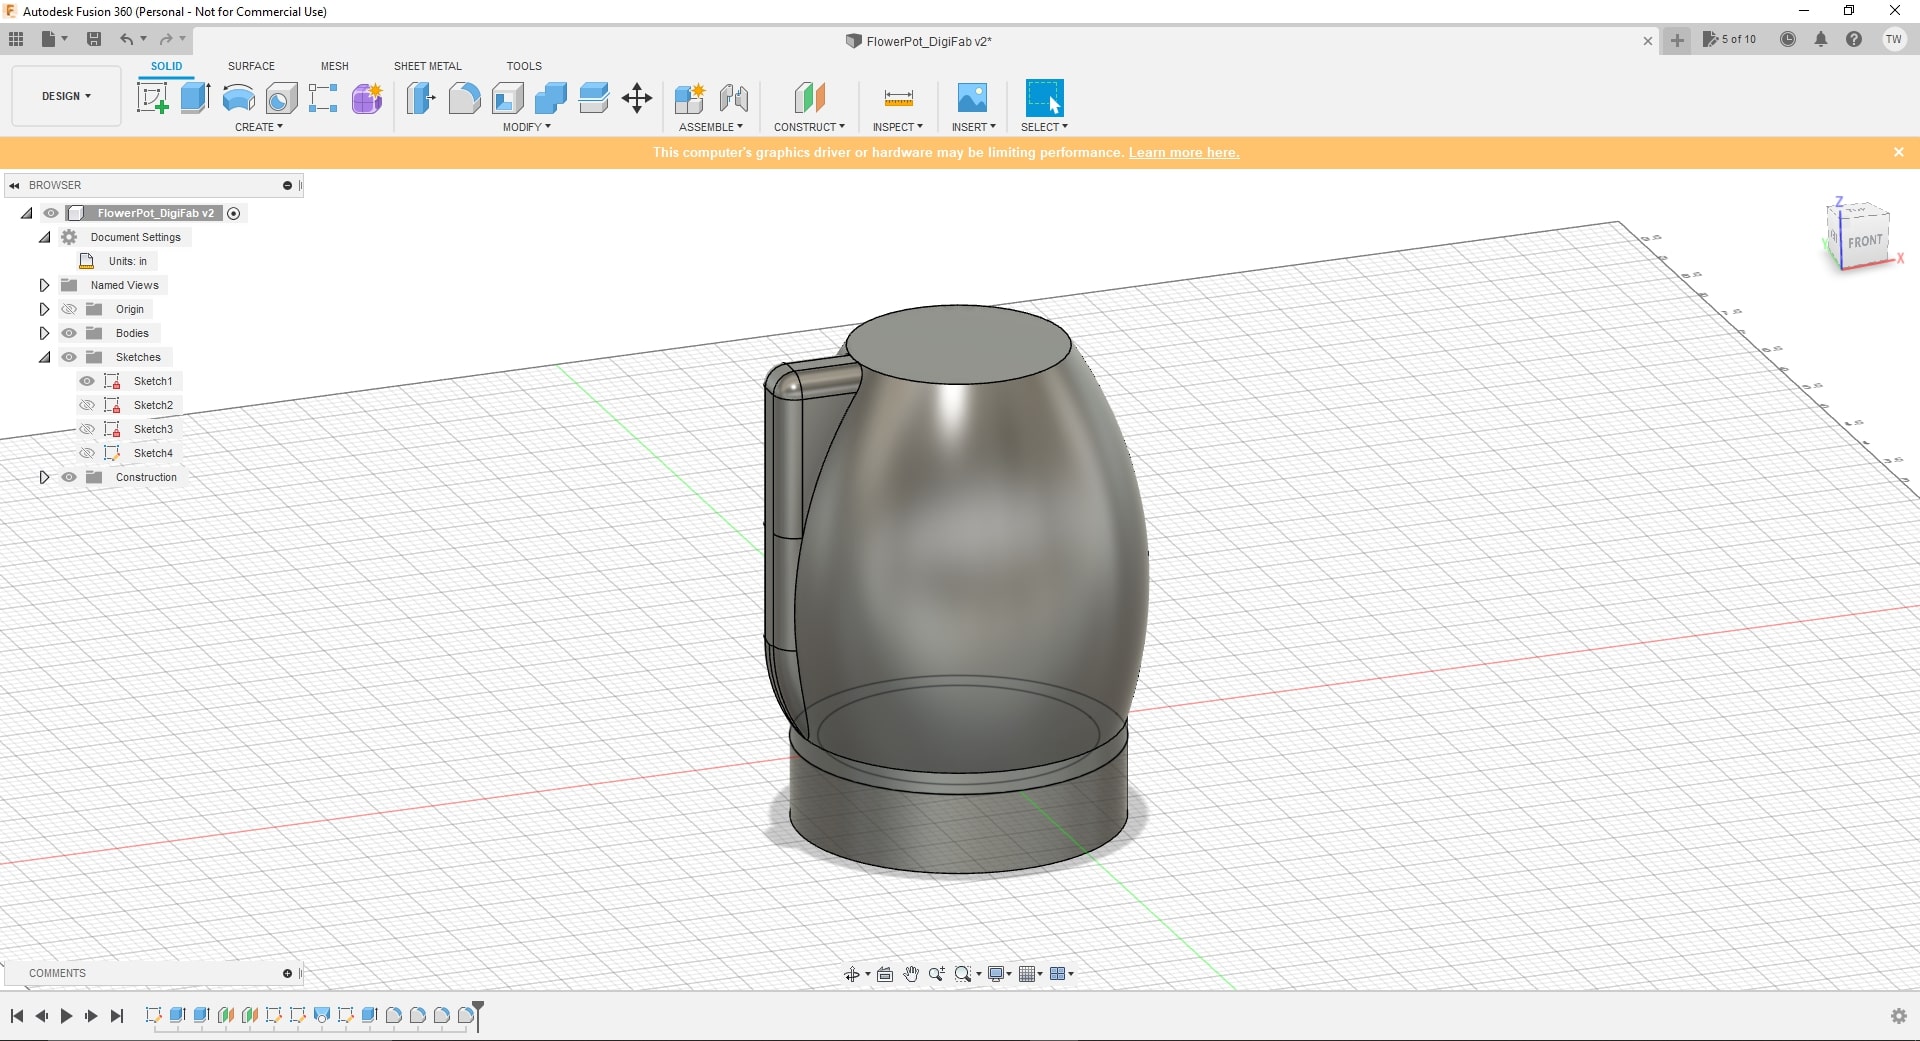 Autodesk Fusion 360 (Personal - Not for Commercial Use)
FlowerPot_DigiFab v2*
5 of 10
TW
DESIGN
SOLID
SURFACE
MESH
SHEET METAL
TOOLS
CREATE
MODIFY
ASSEMBLE
CONSTRUCT
INSPECT
INSERT
SELECT
This computer's graphics driver or hardware may be limiting performance. Learn more here.
BROWSER
FlowerPot_DigiFab v2
Document Settings
Units: in
Named Views
Origin
Bodies
Sketches
Sketch1
Sketch2
Sketch3
Sketch4
Construction
Z
FRONT
X
COMMENTS